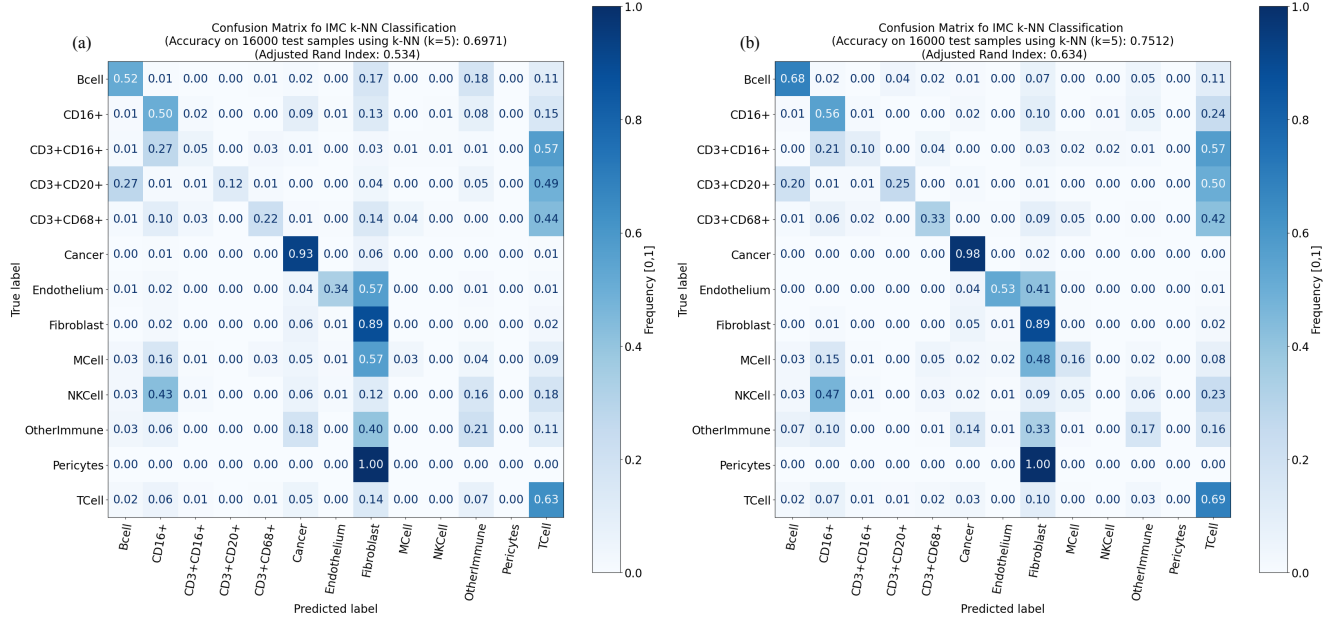 (a)
Confusion Matrix fo IMC k-NN Classification
(Accuracy on 16000 test samples using k-NN (k=5): 0.6971)
(Adjusted Rand Index: 0.534)
True label
Bcell 0.52 0.01 0.00 0.00 0.01 0.02 0.00 0.17 0.00 0.00 0.18 0.00 0.11
CD16+ 0.01 0.50 0.02 0.00 0.00 0.09 0.01 0.13 0.01 0.01 0.08 0.00 0.15
CD3+CD16+ 0.01 0.27 0.05 0.00 0.03 0.01 0.00 0.03 0.01 0.01 0.01 0.00 0.57
CD3+CD20+ 0.27 0.01 0.01 0.12 0.01 0.00 0.00 0.04 0.00 0.00 0.05 0.00 0.49
CD3+CD68+ 0.01 0.10 0.03 0.00 0.22 0.01 0.00 0.14 0.04 0.00 0.00 0.00 0.44
Cancer 0.00 0.01 0.00 0.00 0.00 0.93 0.00 0.06 0.00 0.00 0.00 0.00 0.00
Endothelium 0.01 0.02 0.00 0.00 0.00 0.04 0.34 0.57 0.00 0.00 0.01 0.00 0.01
Fibroblast 0.00 0.02 0.00 0.00 0.00 0.06 0.01 0.89 0.00 0.00 0.00 0.00 0.02
MCell 0.03 0.16 0.01 0.00 0.03 0.05 0.01 0.57 0.03 0.00 0.04 0.00 0.09
NKCell 0.03 0.43 0.01 0.00 0.00 0.06 0.01 0.12 0.00 0.00 0.16 0.00 0.18
OtherImmune 0.03 0.06 0.00 0.00 0.00 0.18 0.00 0.40 0.00 0.00 0.21 0.00 0.11
Pericytes 0.00 0.00 0.00 0.00 0.00 0.00 0.00 1.00 0.00 0.00 0.00 0.00 0.00
TCell 0.02 0.06 0.01 0.00 0.01 0.05 0.00 0.14 0.00 0.00 0.07 0.00 0.63
Bcell CD16+ CD3+CD16+ CD3+CD20+ CD3+CD68+ Cancer Endothelium Fibroblast MCell NKCell OtherImmune Pericytes TCell
Predicted label
1.0
0.8
0.6
0.4
0.2
0.0
Frequency [0,1]
(b)
Confusion Matrix fo IMC k-NN Classification
(Accuracy on 16000 test samples using k-NN (k=5): 0.7512)
(Adjusted Rand Index: 0.634)
True label
Bcell 0.68 0.02 0.00 0.04 0.02 0.01 0.00 0.07 0.00 0.00 0.05 0.00 0.11
CD16+ 0.01 0.56 0.01 0.00 0.01 0.02 0.00 0.10 0.01 0.01 0.03 0.00 0.24
CD3+CD16+ 0.00 0.21 0.10 0.00 0.04 0.00 0.00 0.03 0.02 0.02 0.01 0.00 0.57
CD3+CD20+ 0.20 0.01 0.01 0.25 0.01 0.00 0.00 0.01 0.00 0.00 0.00 0.00 0.50
CD3+CD68+ 0.01 0.06 0.02 0.00 0.33 0.00 0.00 0.09 0.05 0.00 0.01 0.00 0.42
Cancer 0.00 0.00 0.00 0.00 0.00 0.98 0.00 0.02 0.00 0.00 0.00 0.00 0.00
Endothelium 0.00 0.00 0.00 0.00 0.00 0.04 0.53 0.41 0.00 0.00 0.00 0.00 0.01
Fibroblast 0.00 0.01 0.00 0.00 0.00 0.05 0.01 0.89 0.00 0.00 0.00 0.00 0.02
MCell 0.03 0.15 0.01 0.00 0.05 0.02 0.02 0.48 0.16 0.00 0.02 0.00 0.08
NKCell 0.03 0.47 0.01 0.00 0.03 0.02 0.01 0.09 0.05 0.00 0.06 0.00 0.23
OtherImmune 0.07 0.10 0.00 0.00 0.01 0.14 0.00 0.33 0.01 0.00 0.17 0.00 0.16
Pericytes 0.00 0.00 0.00 0.00 0.00 0.00 0.00 1.00 0.00 0.00 0.00 0.00 0.00
TCell 0.02 0.07 0.01 0.01 0.02 0.03 0.00 0.10 0.00 0.00 0.03 0.00 0.69
Bcell CD16+ CD3+CD16+ CD3+CD20+ CD3+CD68+ Cancer Endothelium Fibroblast MCell NKCell OtherImmune Pericytes TCell
Predicted label
1.0
0.8
0.6
0.4
0.2
0.0
Frequency [0,1]